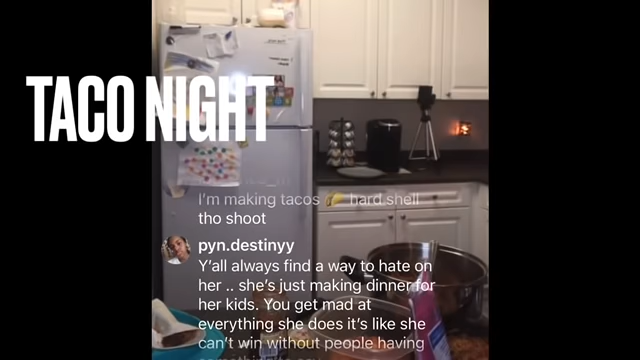 TACO NIGHT
I'm making tacos 🌮 hard shell
tho shoot
pyn.destinyy
Y'all always find a way to hate on
her .. she's just making dinner for
her kids. You get mad at
everything she does it's like she
can't win without people having